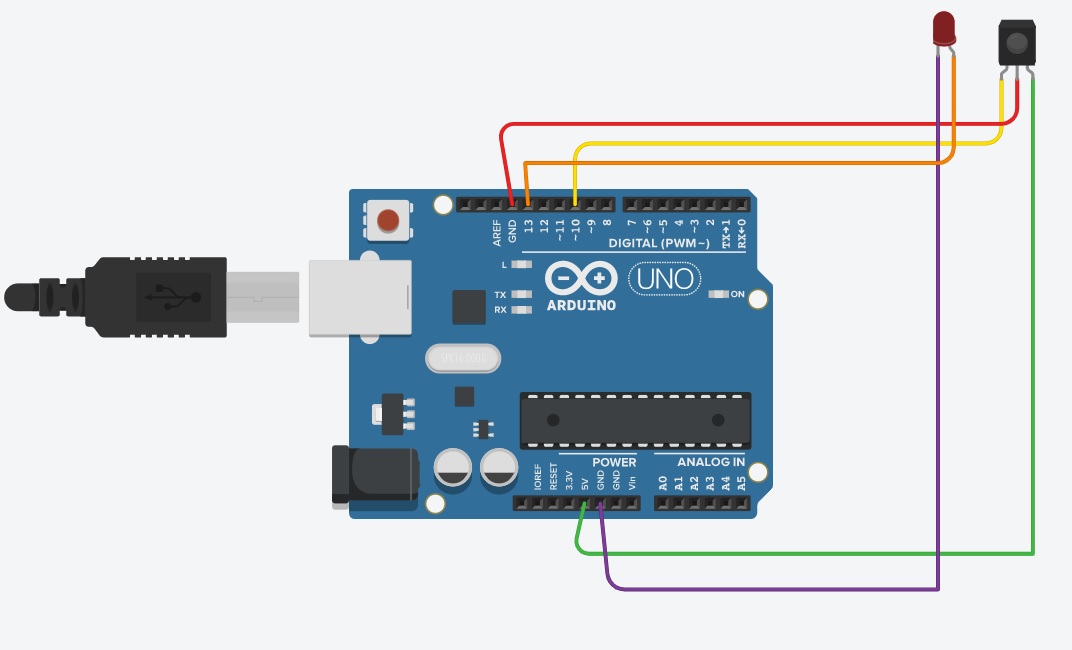 AREF
GND
13
12
~11
~10
~9
8
7
~6
~5
4
~3
2
TX→1
RX←0
DIGITAL (PWM~)
L
TX
RX
ARDUINO
UNO
ON
POWER
ANALOG IN
IOREF
RESET
3.3V
5V
GND
GND
Vin
A0
A1
A2
A3
A4
A5